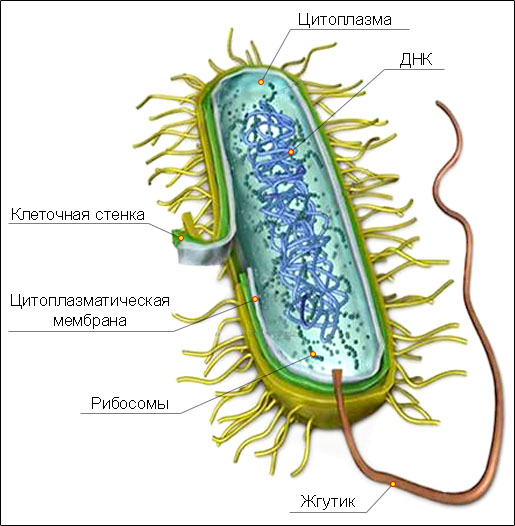 Цитоплазма
ДНК
Клеточная стенка
Цитоплазматическая
мембрана
Рибосомы
Жгутик